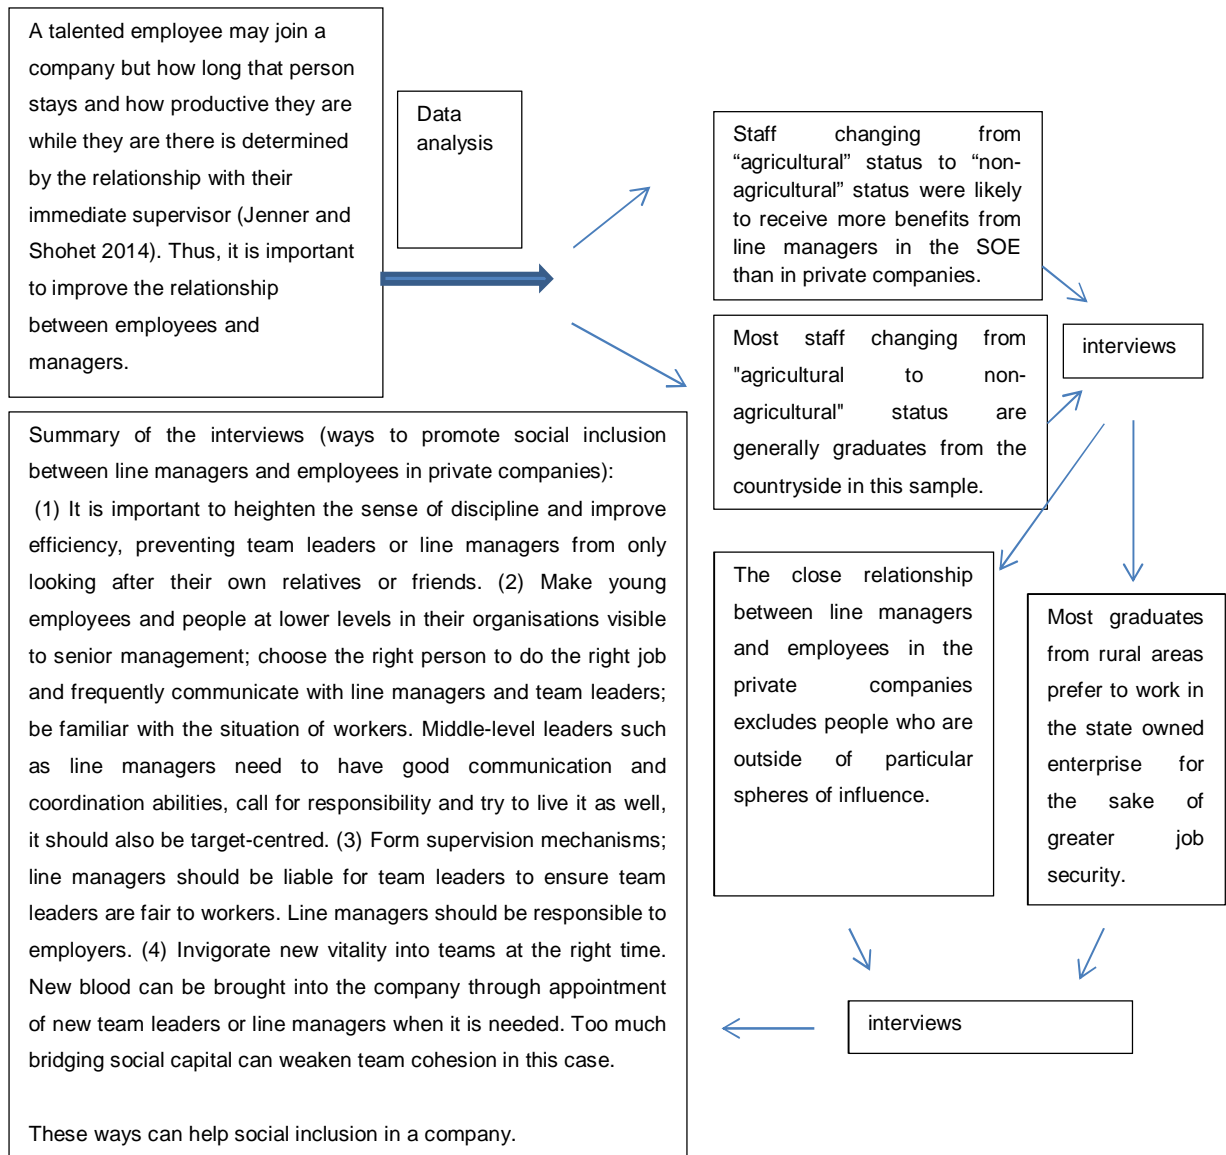 A talented employee may join a
company but how long that person
stays and how productive they are
while they are there is determined
by the relationship with their
immediate supervisor (Jenner and
Shohet 2014). Thus, it is important
to improve the relationship
between employees and
managers.
Data
analysis
Staff changing from
“agricultural” status to “non-
agricultural” status were likely
to receive more benefits from
line managers in the SOE
than in private companies.
Most staff changing from
"agricultural to non-
agricultural" status are
generally graduates from the
countryside in this sample.
interviews
The close relationship
between line managers
and employees in the
private companies
excludes people who are
outside of particular
spheres of influence.
Most graduates
from rural areas
prefer to work in
the state owned
enterprise for
the sake of
greater job
security.
interviews
Summary of the interviews (ways to promote social inclusion
between line managers and employees in private companies):
(1) It is important to heighten the sense of discipline and improve
efficiency, preventing team leaders or line managers from only
looking after their own relatives or friends. (2) Make young
employees and people at lower levels in their organisations visible
to senior management; choose the right person to do the right job
and frequently communicate with line managers and team leaders;
be familiar with the situation of workers. Middle-level leaders such
as line managers need to have good communication and
coordination abilities, call for responsibility and try to live it as well,
it should also be target-centred. (3) Form supervision mechanisms;
line managers should be liable for team leaders to ensure team
leaders are fair to workers. Line managers should be responsible to
employers. (4) Invigorate new vitality into teams at the right time.
New blood can be brought into the company through appointment
of new team leaders or line managers when it is needed. Too much
bridging social capital can weaken team cohesion in this case.
These ways can help social inclusion in a company.